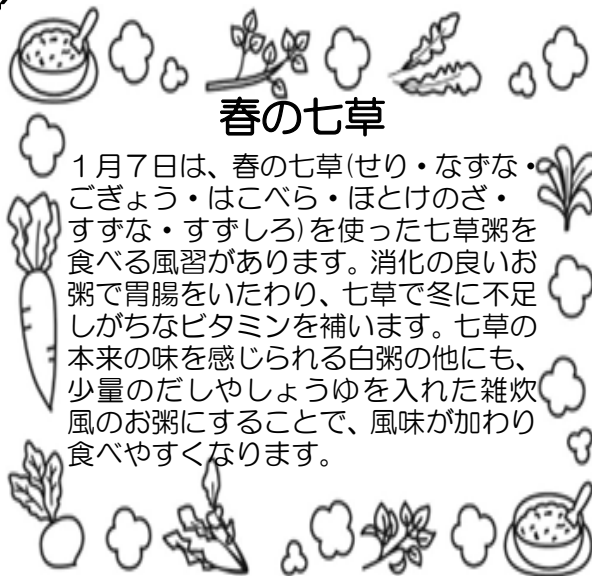 春の七草
1月7日は、春の七草(せり・なずな・
ごぎょう・はこべら・ほとけのざ・
すずな・すずしろ)を使った七草粥を
食べる風習があります。消化の良いお
粥で胃腸をいたわり、七草で冬に不足
しがちなビタミンを補います。七草の
本来の味を感じられる白粥の他にも、
少量のだしやしょうゆを入れた雑炊
風のお粥にすることで、風味が加わり
食べやすくなります。